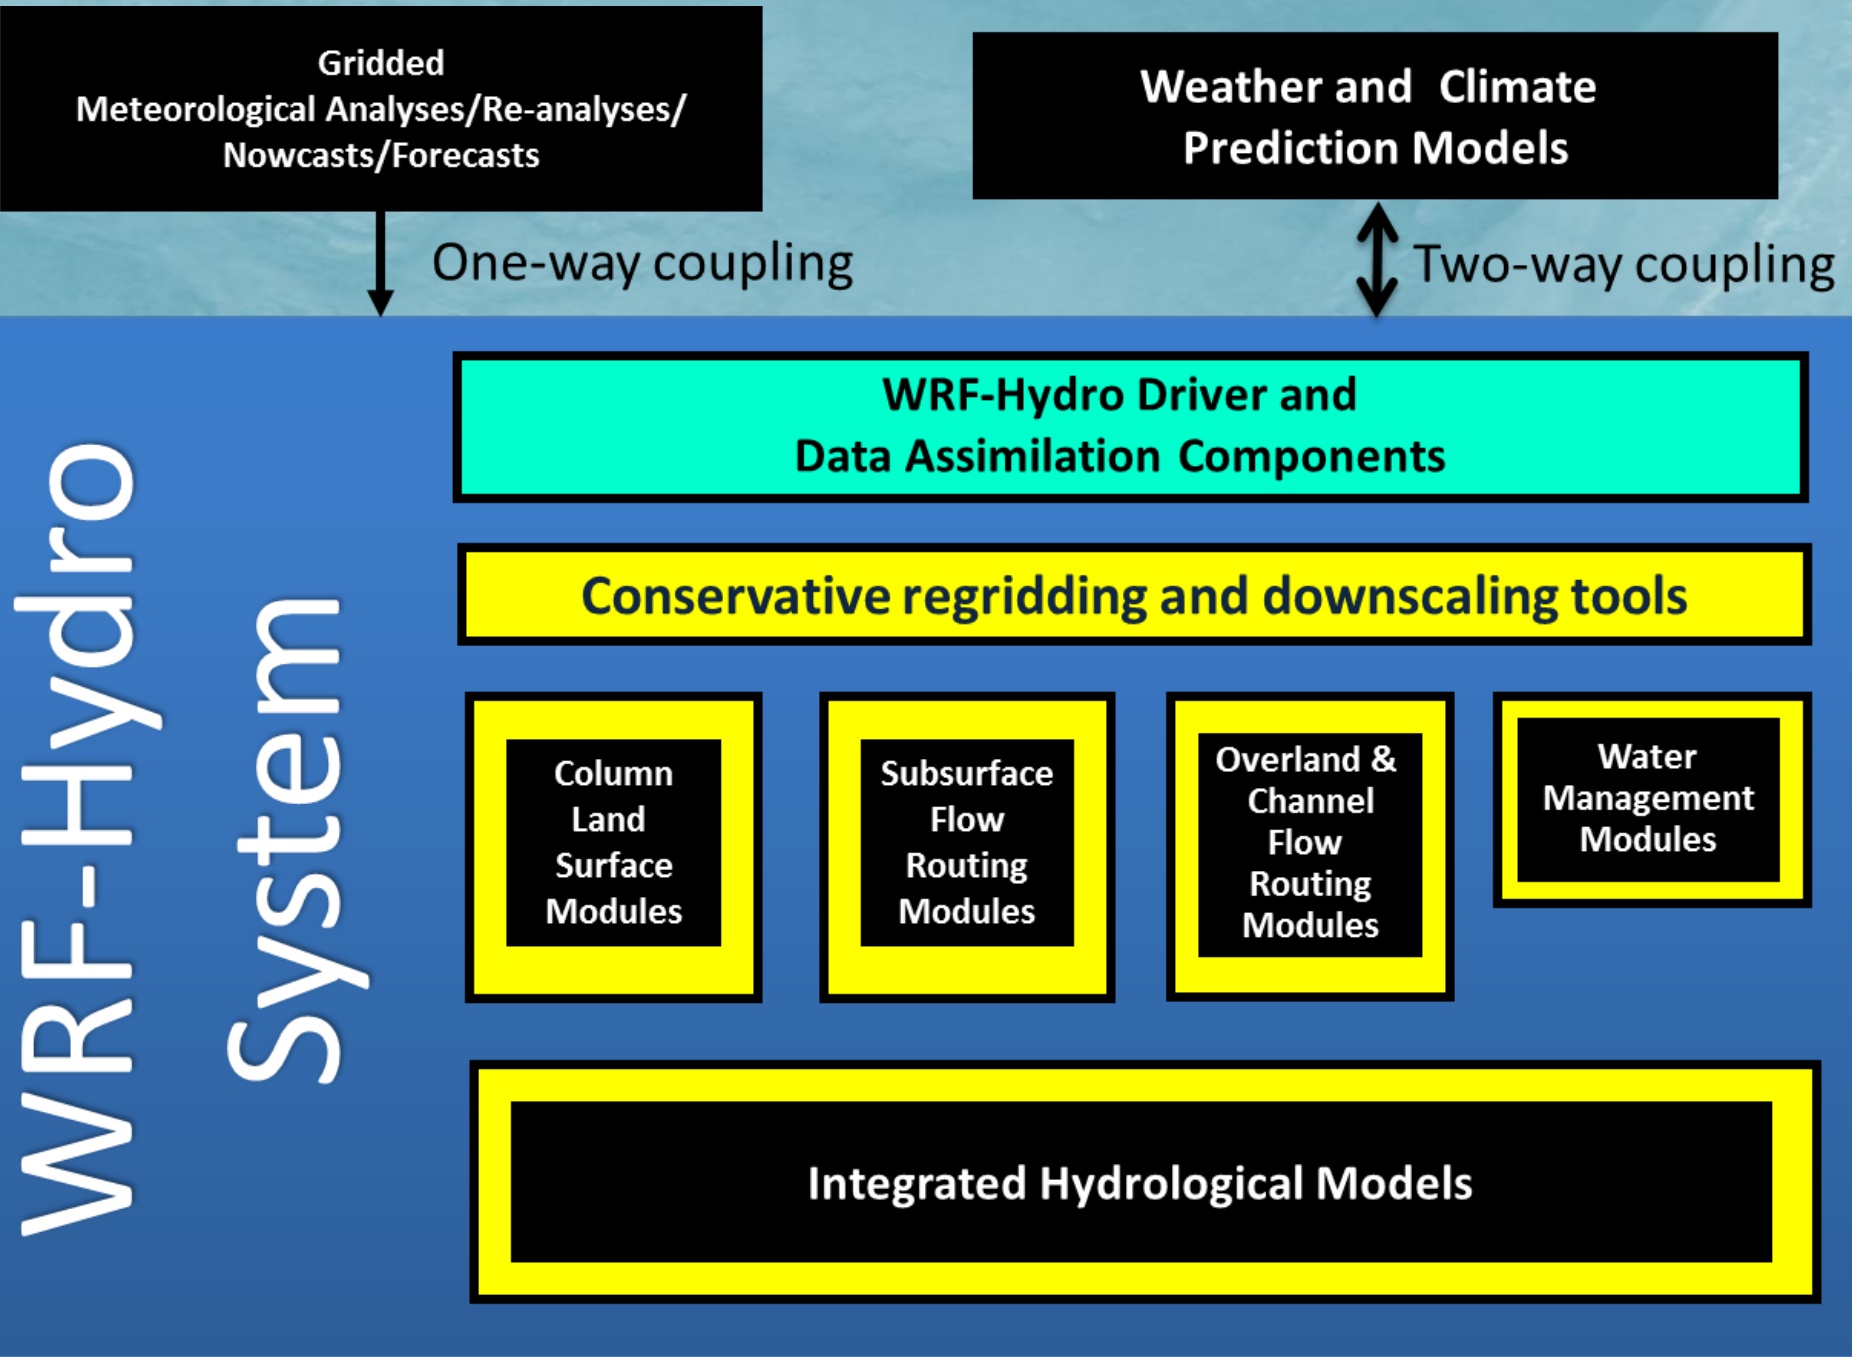 Gridded
Meteorological Analyses/Re-analyses/
Nowcasts/Forecasts
Weather and Climate
Prediction Models
One-way coupling
Two-way coupling
WRF-Hydro
System
WRF-Hydro Driver and
Data Assimilation Components
Conservative regridding and downscaling tools
Column
Land
Surface
Modules
Subsurface
Flow
Routing
Modules
Overland &
Channel
Flow
Routing
Modules
Water
Management
Modules
Integrated Hydrological Models